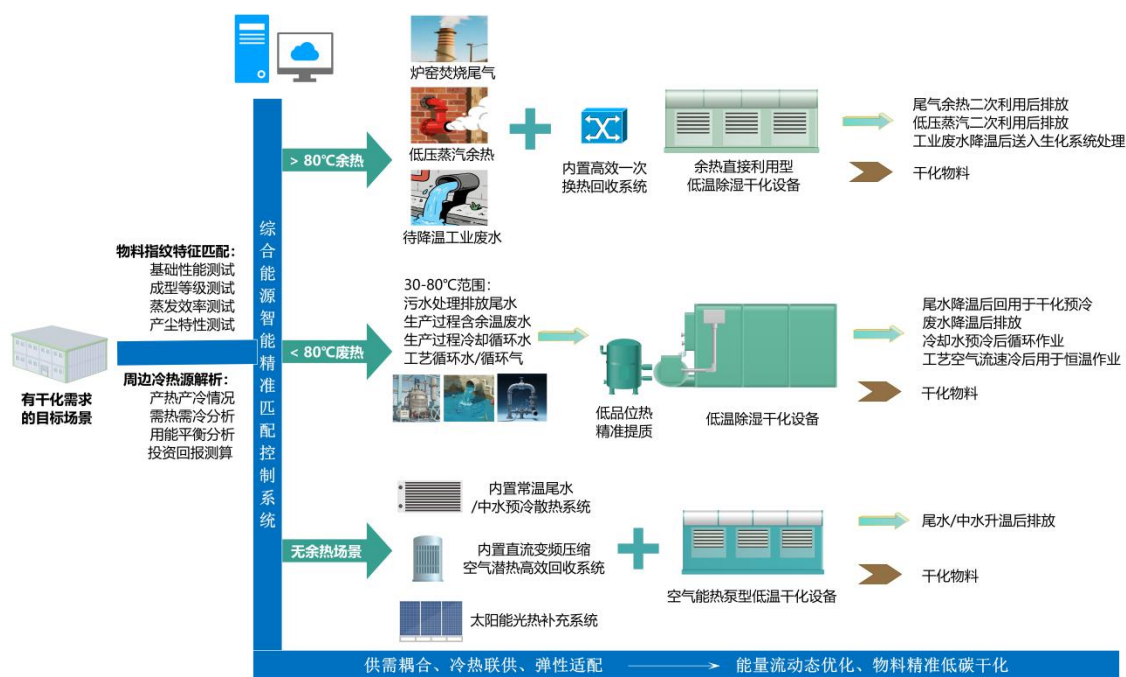 有干化需求
的目标场景
物料指纹特征匹配：
基础性能测试
成型等级测试
蒸发效率测试
产尘特性测试
周边冷热源解析：
产热产冷情况
需热需冷分析
用能平衡分析
投资回报测算
综合能源智能精准匹配控制系统
> 80℃余热
炉窑焚烧尾气
低压蒸汽余热
待降温工业废水
内置高效一次
换热回收系统
余热直接利用型
低温除湿干化设备
尾气余热二次利用后排放
低压蒸汽二次利用后排放
工业废水降温后送入生化系统处理
干化物料
< 80℃废热
30-80℃范围：
污水处理排放尾水
生产过程含余温废水
生产过程冷却循环水
工艺循环水/循环气
低品位热
精准提质
低温除湿干化设备
尾水降温后回用于干化预冷
废水降温后排放
冷却水预冷后循环作业
工艺空气流速冷后用于恒温作业
干化物料
无余热场景
内置常温尾水
/中水预冷散热系统
内置直流变频压缩
空气潜热高效回收系统
太阳能光热补充系统
空气能热泵型低温干化设备
尾水/中水升温后排放
干化物料
供需耦合、冷热联供、弹性适配
能量流动态优化、物料精准低碳干化